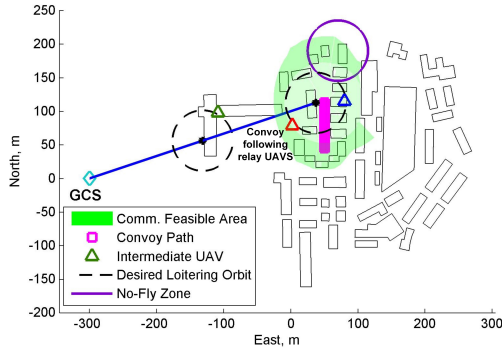 250
200
150
100
50
0
-50
-100
-150
-200
North, m
-300
-200
-100
0
100
200
300
East, m
GCS
Convoy
following
relay UAVS
Comm. Feasible Area
Convoy Path
Intermediate UAV
Desired Loitering Orbit
No-Fly Zone